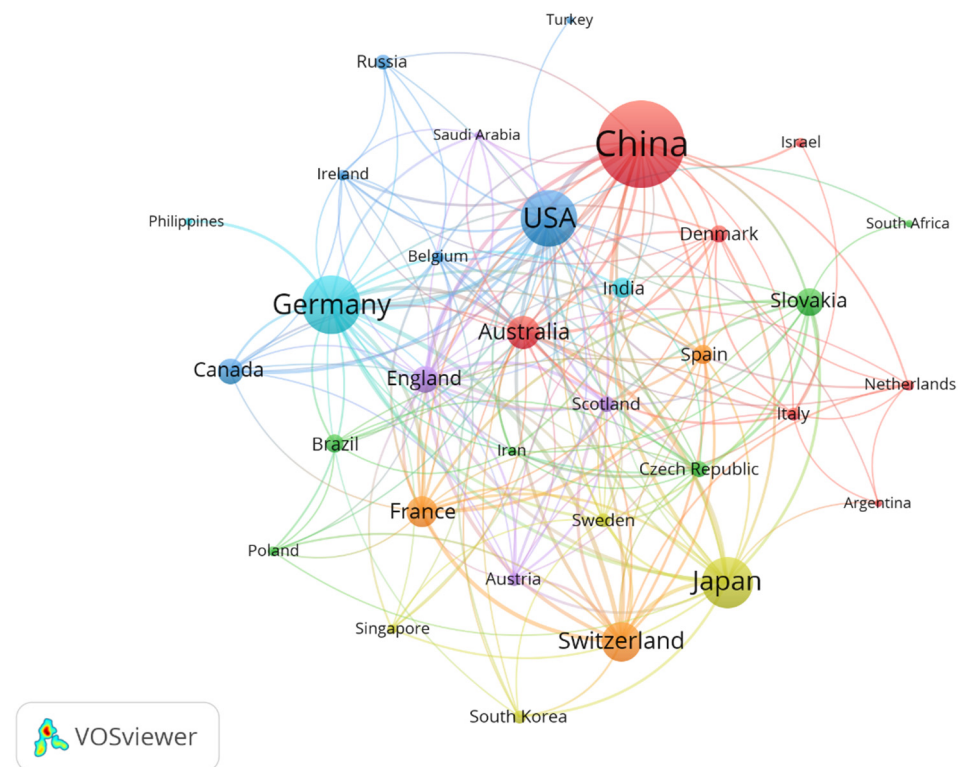 Turkey
Russia
Saudi Arabia
China
Israel
Ireland
Philippines
USA
South Africa
Denmark
Belgium
India
Germany
Slovakia
Australia
Spain
Canada
England
Netherlands
Scotland
Italy
Brazil
Iran
Czech Republic
Argentina
France
Sweden
Poland
Austria
Japan
Singapore
Switzerland
South Korea
VOSviewer